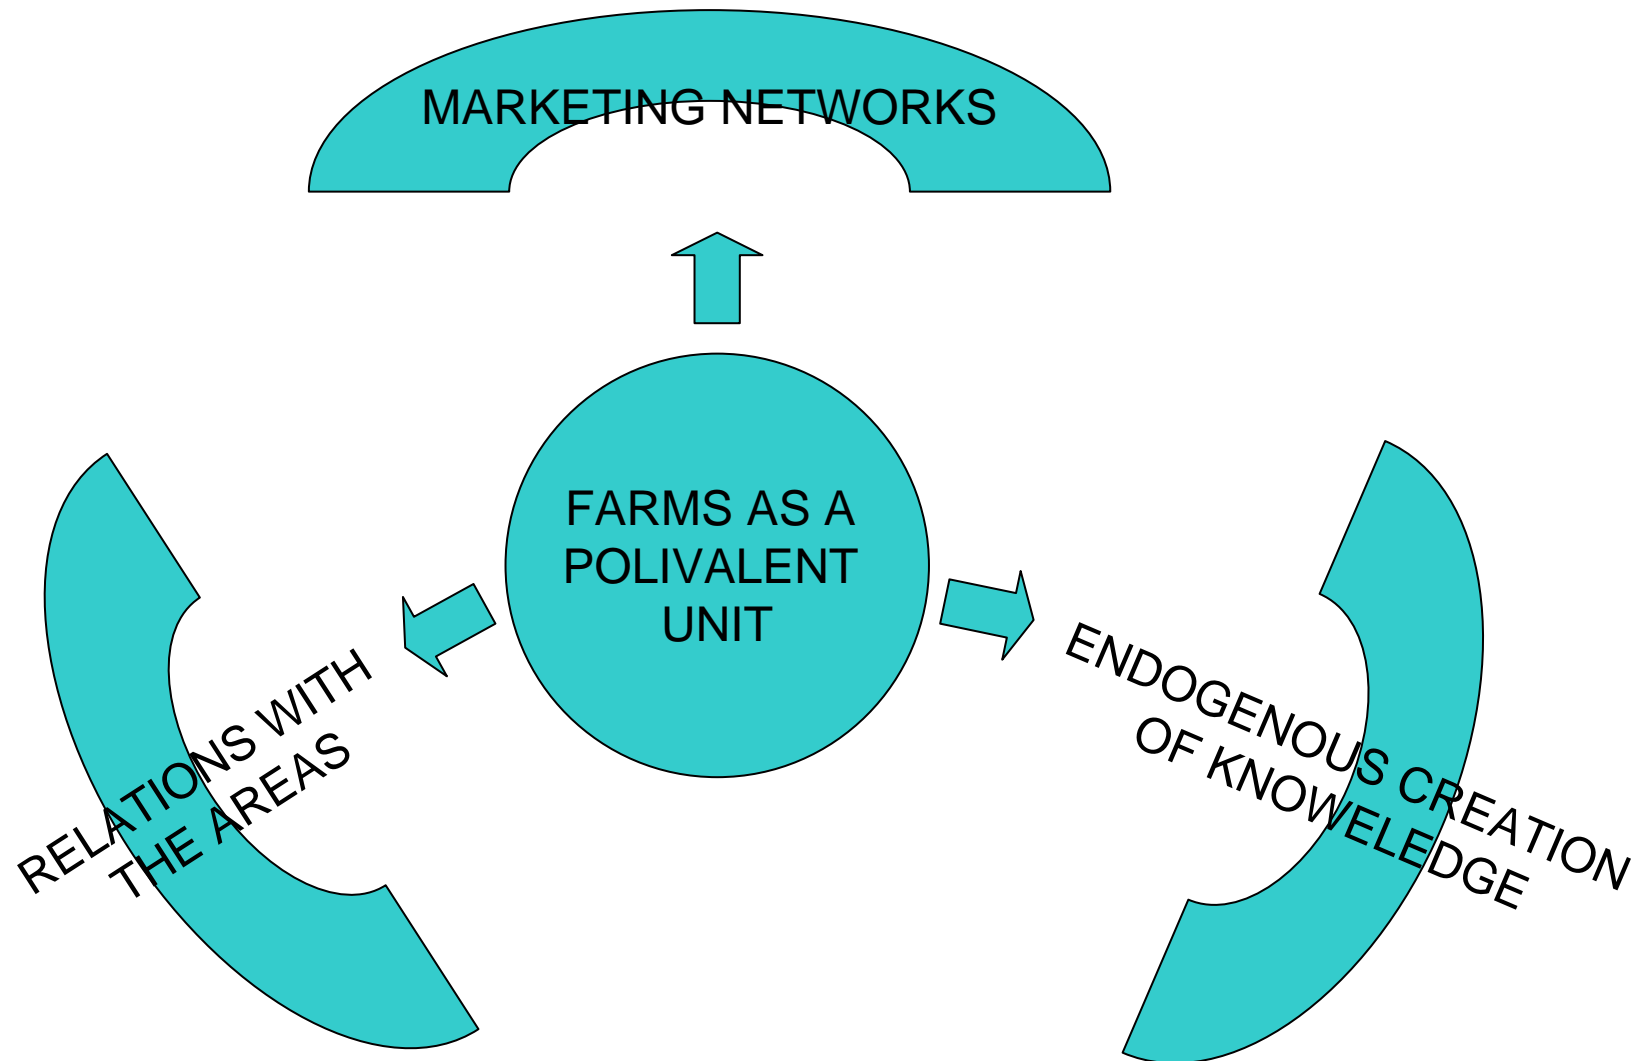 MARKETING NETWORKS
FARMS AS A
POLIVALENT
UNIT
RELATIONS WITH
THE AREAS
ENDOGENOUS CREATION
OF KNOWELEDGE